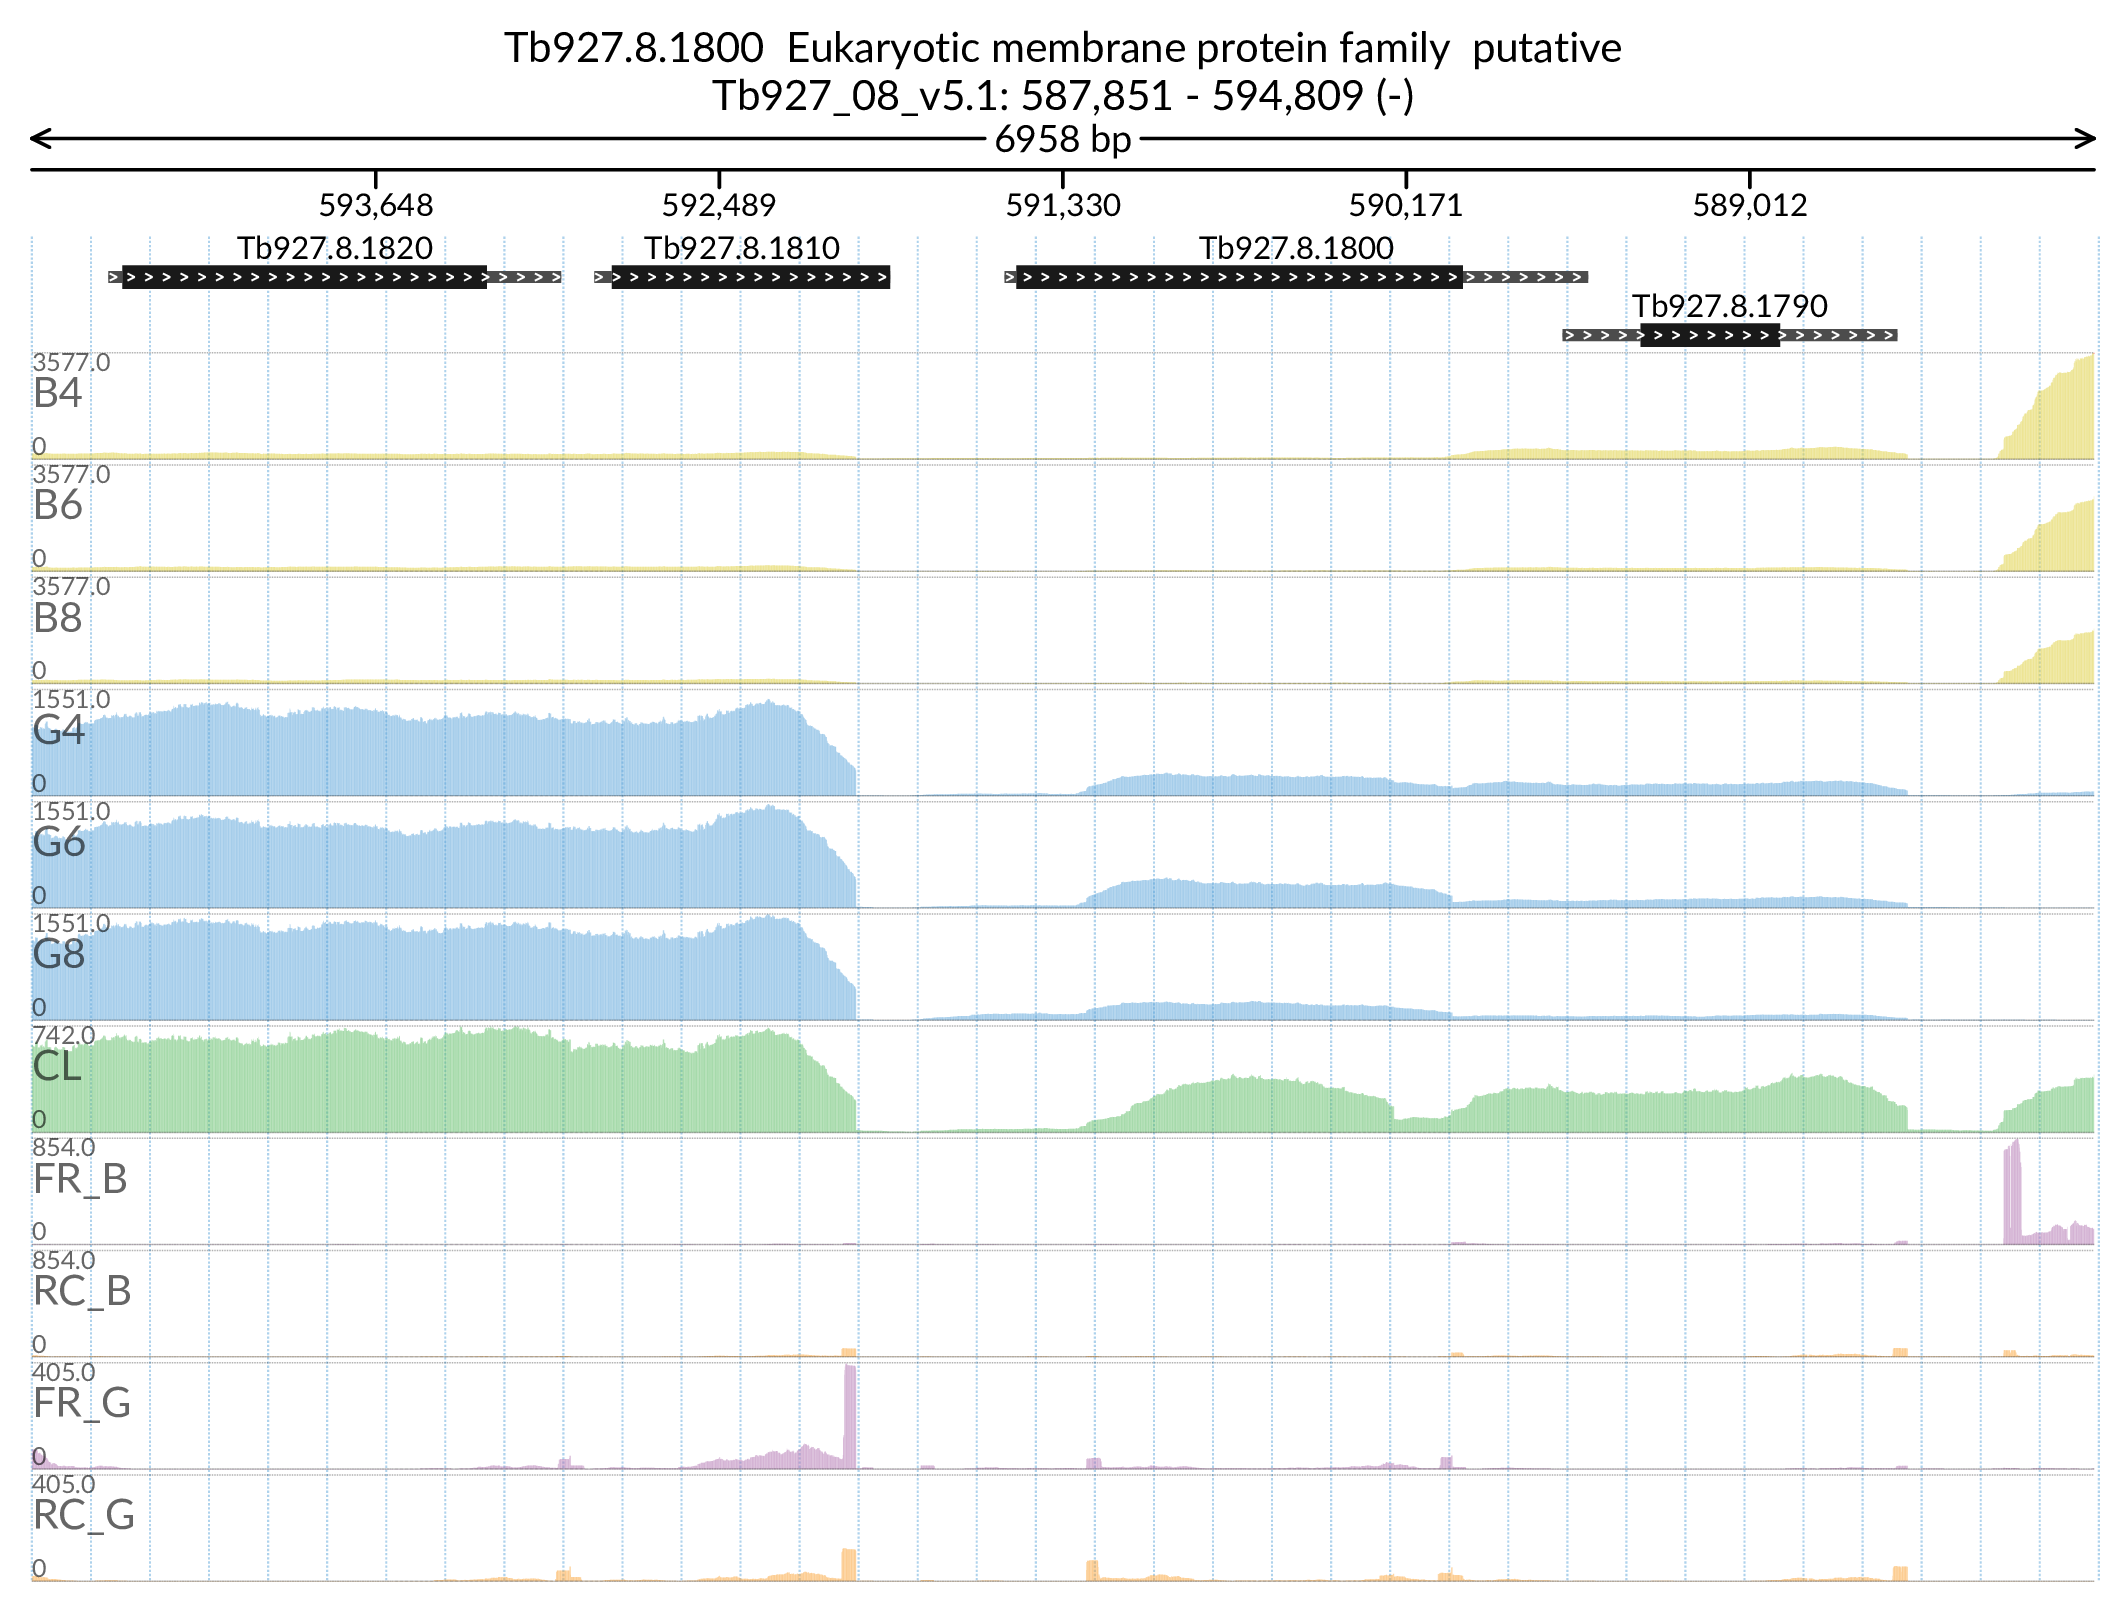 Tb927.8.1800  Eukaryotic membrane protein family  putative
Tb927_08_v5.1: 587,851 - 594,809 (-)
6958 bp
593,648 592,489 591,330 590,171 589,012
Tb927.8.1820 Tb927.8.1810 Tb927.8.1800
Tb927.8.1790
3577.0
B4
0
3577.0
B6
0
3577.0
B8
0
1551.0
G4
0
1551.0
G6
0
1551.0
G8
0
742.0
CL
0
854.0
FR_B
0
854.0
RC_B
0
405.0
FR_G
0
405.0
RC_G
0